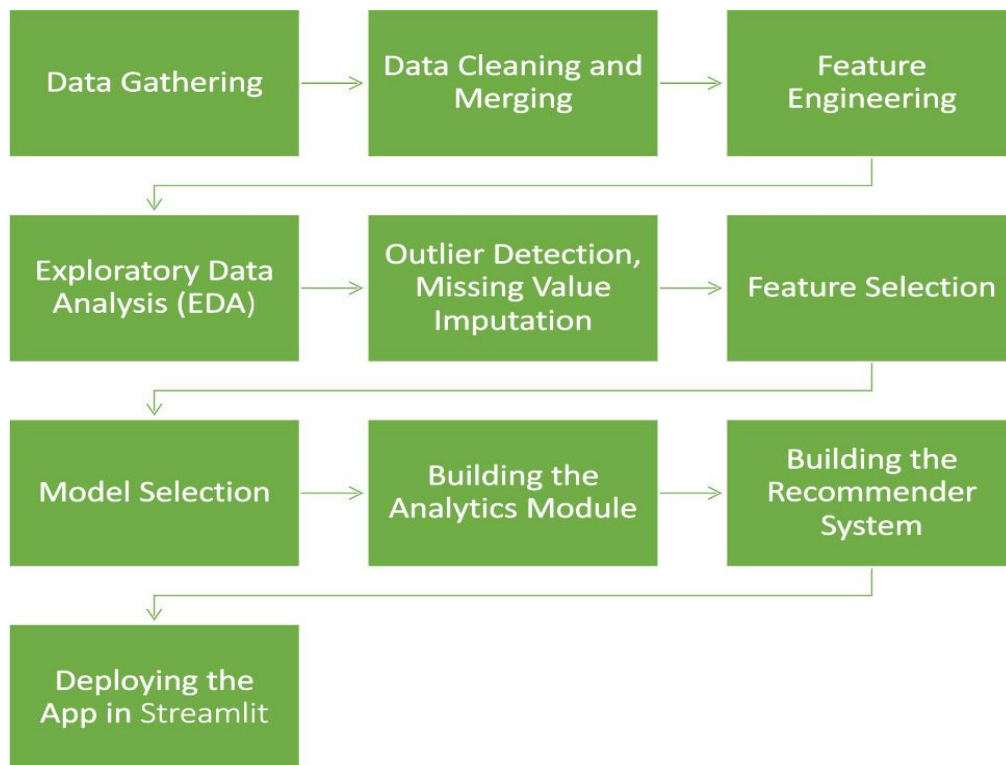 Data Gathering
Data Cleaning and
Merging
Feature
Engineering
Exploratory Data
Analysis (EDA)
Outlier Detection,
Missing Value
Imputation
Feature Selection
Model Selection
Building the
Analytics Module
Building the
Recommender
System
Deploying the
App in Streamlit